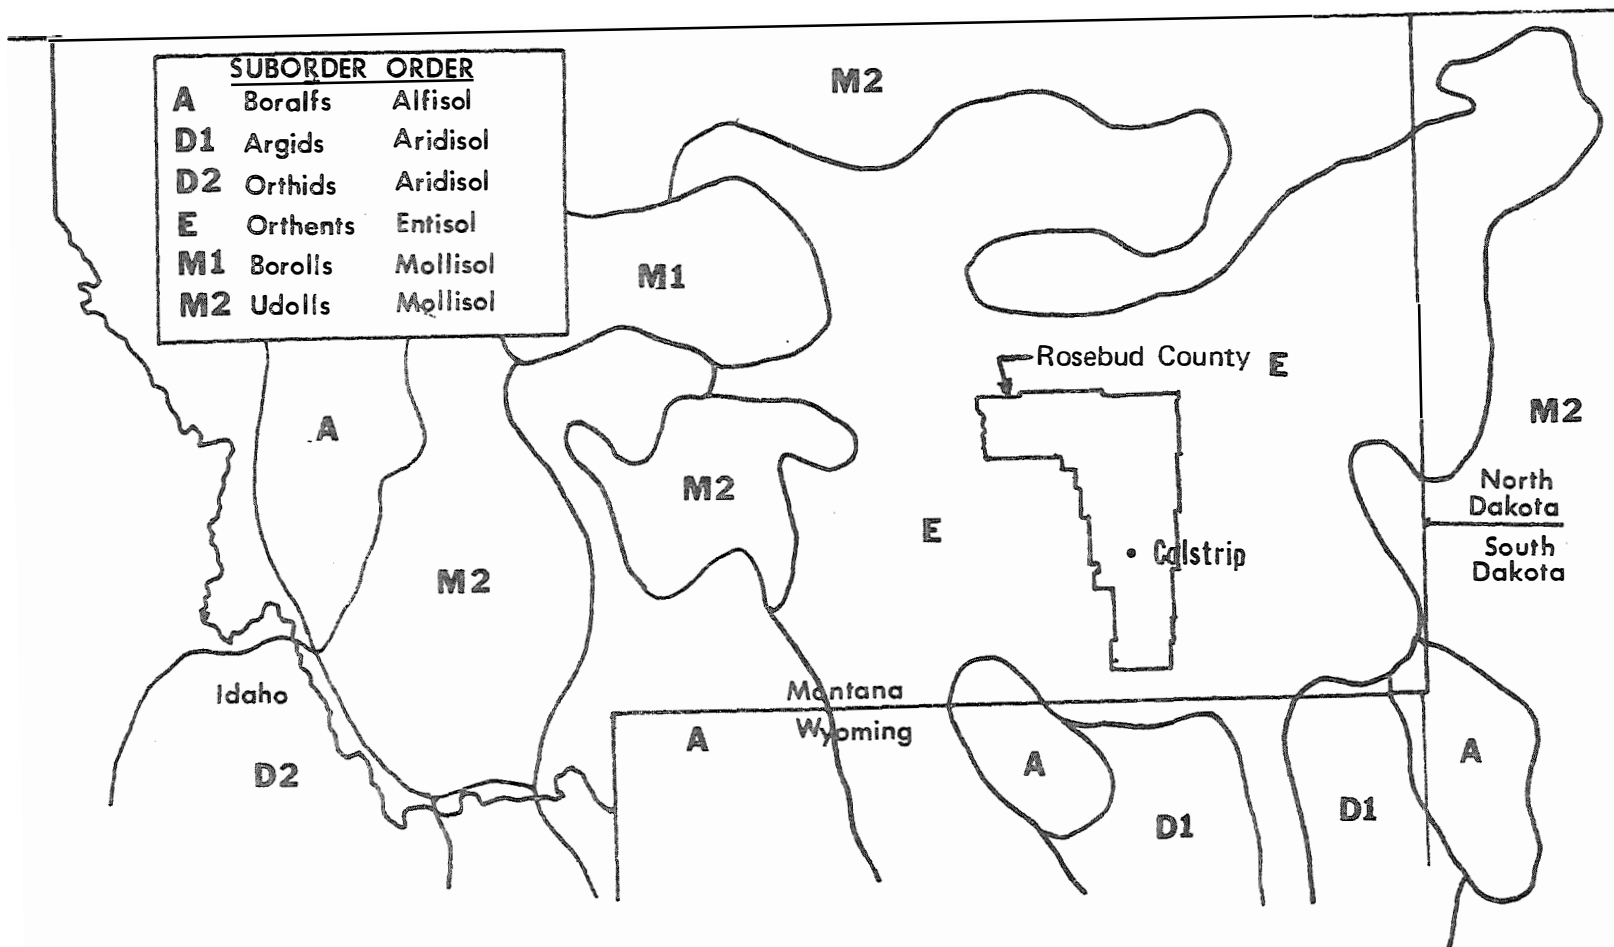 SUBORDER ORDER
A Boralfs Alfisol
D1 Argids Aridisol
D2 Orthids Aridisol
E Orthents Entisol
M1 Borolls Mollisol
M2 Udolls Mollisol
M2
M1
Rosebud County E
A
M2
M2
North
Dakota
M2
E
Colstrip
South
Dakota
M2
Idaho
Montana
Wyoming
A
A
A
D2
D1
D1